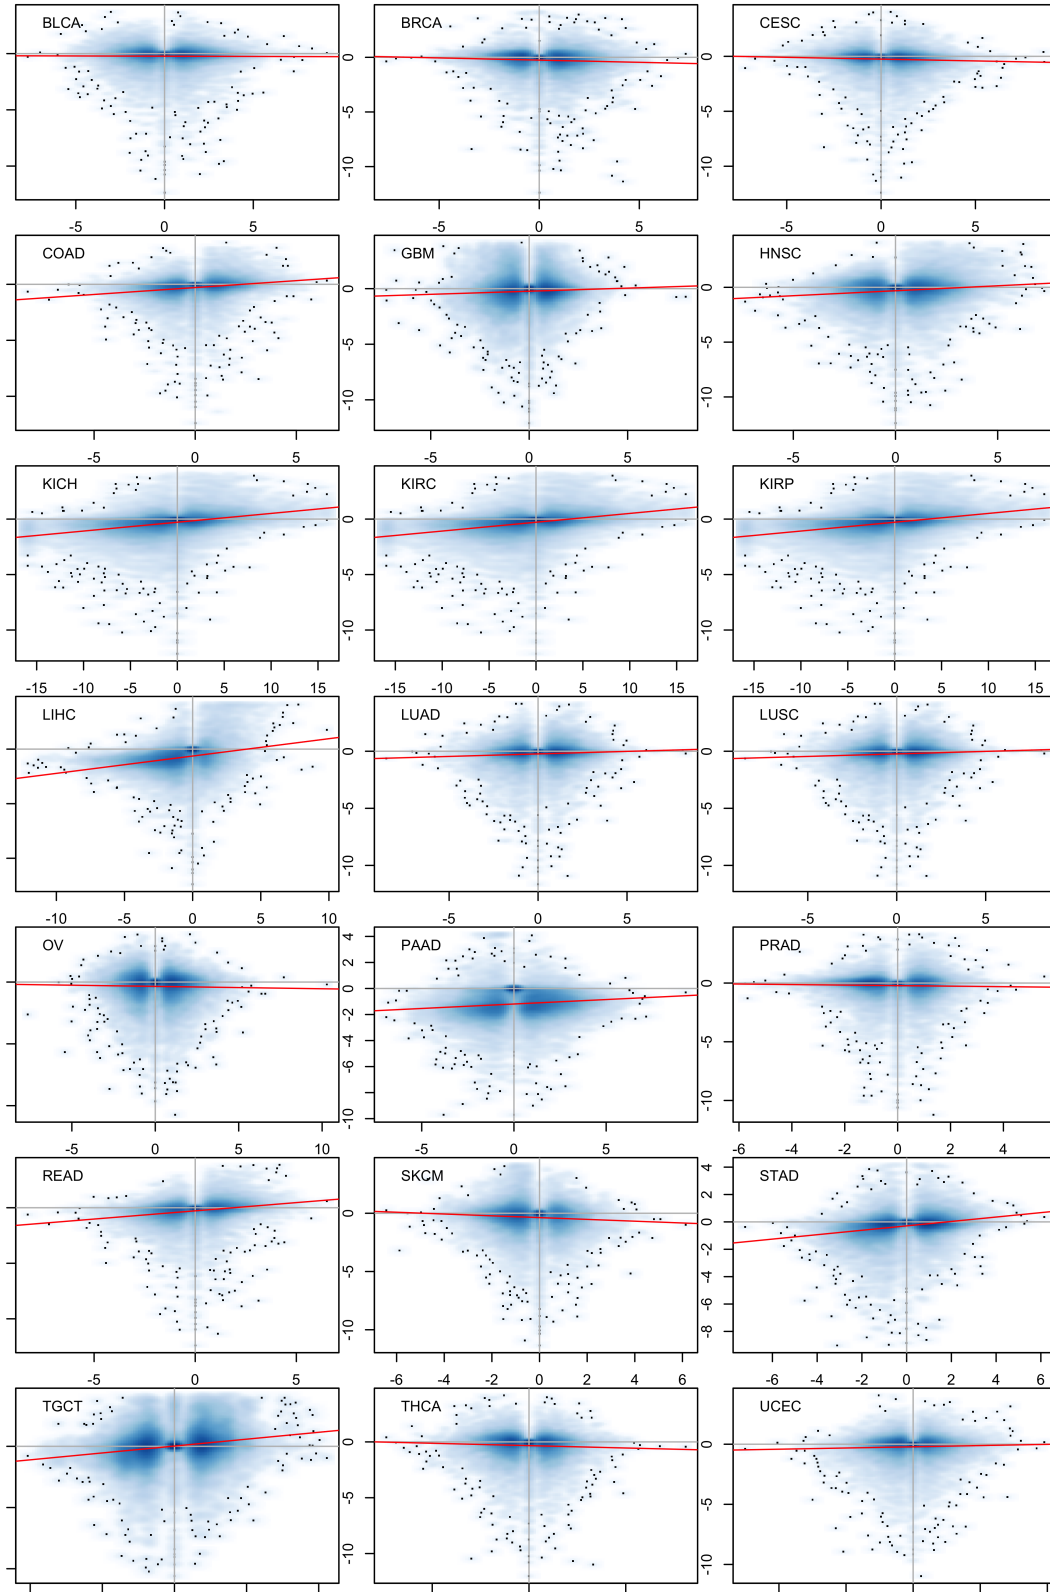 BLCA BRCA CESC
0 -5 -10
0 -5 -10
-5 0 5 -5 0 5 -5 0 5
COAD GBM HNSC
0 -5 -10
0 -5 -10
-5 0 5 -5 0 5 -5 0 5
KICH KIRC KIRP
0 -5 -10
0 -5 -10
-15 -10 -5 0 5 10 15 -15 -10 -5 0 5 10 15 -15 -10 -5 0 5 10 15
LIHC LUAD LUSC
0 -5 -10
0 -5 -10
-10 -5 0 5 10 -5 0 5 -5 0 5
OV PAAD PRAD
4 2 0 -2 -4 -6 -8 -10
0 -5 -10
-5 0 5 10 -5 0 5 -6 -4 -2 0 2 4
READ SKCM STAD
0 -5 -10
4 2 0 -2 -4 -6 -8
-5 0 5 -6 -4 -2 0 2 4 6 -6 -4 -2 0 2 4 6
TGCT THCA UCEC
0 -5 -10
0 -5 -10